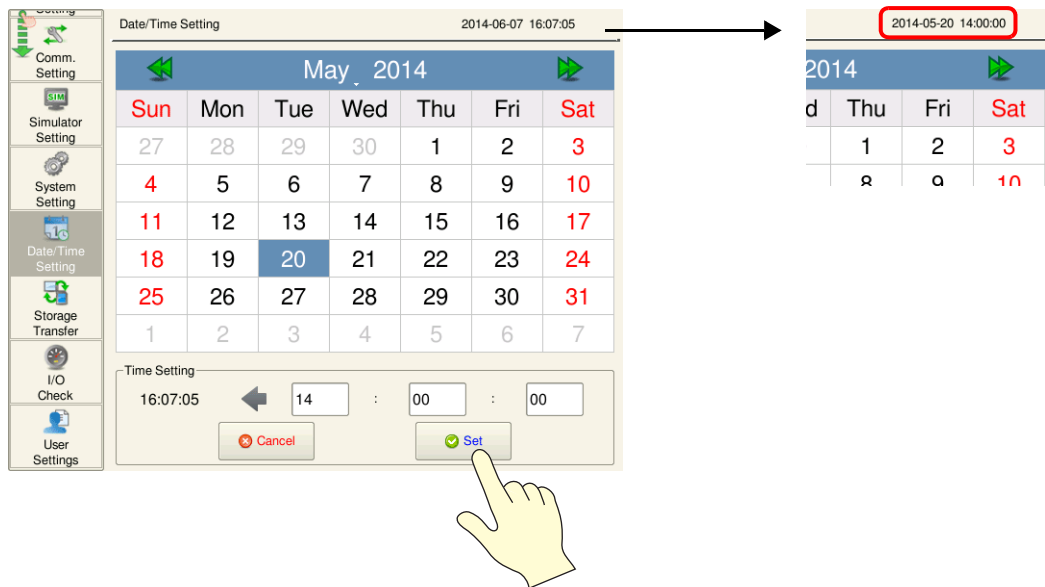 Setting
Comm.
Setting
SIM
Simulator
Setting
System
Setting
Date/Time
Setting
Storage
Transfer
I/O
Check
User
Settings
Date/Time Setting 2014-06-07 16:07:05
May 2014
Sun Mon Tue Wed Thu Fri Sat
27 28 29 30 1 2 3
4 5 6 7 8 9 10
11 12 13 14 15 16 17
18 19 20 21 22 23 24
25 26 27 28 29 30 31
1 2 3 4 5 6 7
Time Setting
16:07:05 14 : 00 : 00
Cancel Set
2014-05-20 14:00:00
2014
d Thu Fri Sat
1 2 3
8 9 10